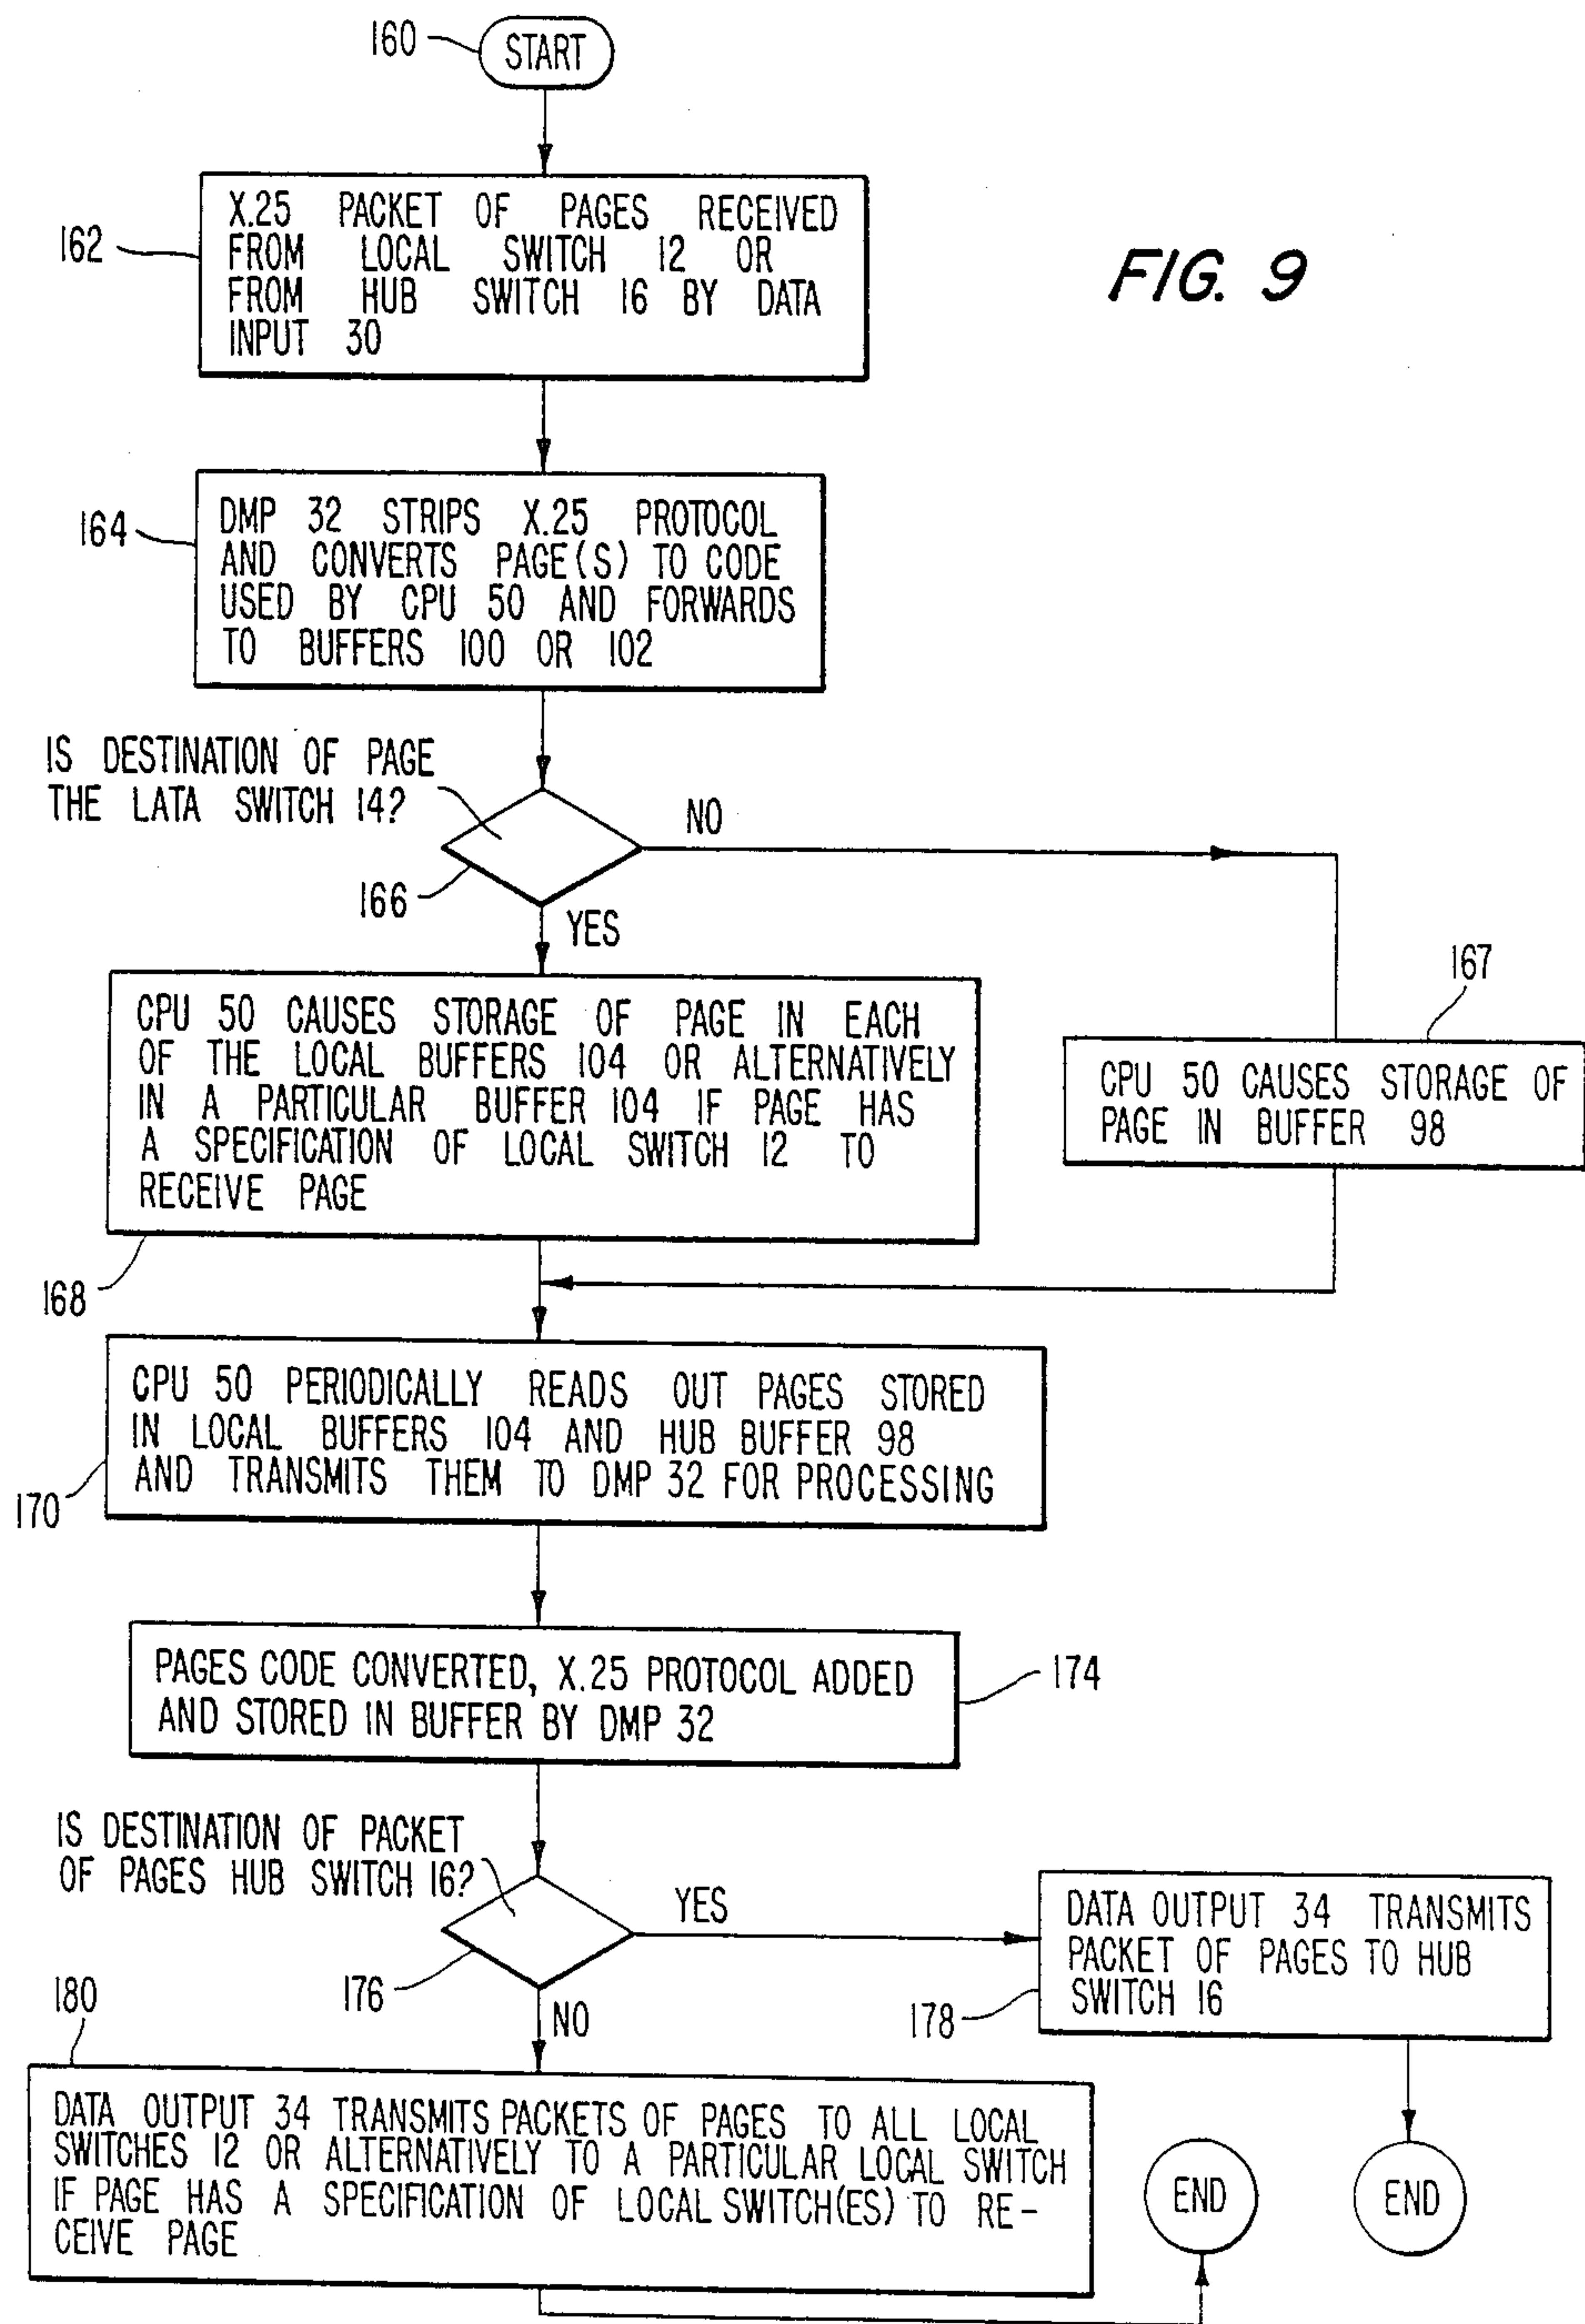 160
START
162
X.25 PACKET OF PAGES RECEIVED
FROM LOCAL SWITCH 12 OR
FROM HUB SWITCH 16 BY DATA
INPUT 30
FIG. 9
164
DMP 32 STRIPS X.25 PROTOCOL
AND CONVERTS PAGE(S) TO CODE
USED BY CPU 50 AND FORWARDS
TO BUFFERS 100 OR 102
IS DESTINATION OF PAGE
THE LATA SWITCH 14?
NO
166
YES
167
CPU 50 CAUSES STORAGE OF
PAGE IN BUFFER 98
CPU 50 CAUSES STORAGE OF PAGE IN EACH
OF THE LOCAL BUFFERS 104 OR ALTERNATIVELY
IN A PARTICULAR BUFFER 104 IF PAGE HAS
A SPECIFICATION OF LOCAL SWITCH 12 TO
RECEIVE PAGE
168
CPU 50 PERIODICALLY READS OUT PAGES STORED
IN LOCAL BUFFERS 104 AND HUB BUFFER 98
AND TRANSMITS THEM TO DMP 32 FOR PROCESSING
170
PAGES CODE CONVERTED, X.25 PROTOCOL ADDED
AND STORED IN BUFFER BY DMP 32
174
IS DESTINATION OF PACKET
OF PAGES HUB SWITCH 16?
YES
176
NO
DATA OUTPUT 34 TRANSMITS
PACKET OF PAGES TO HUB
SWITCH 16
178
180
DATA OUTPUT 34 TRANSMITS PACKETS OF PAGES TO ALL LOCAL
SWITCHES 12 OR ALTERNATIVELY TO A PARTICULAR LOCAL SWITCH
IF PAGE HAS A SPECIFICATION OF LOCAL SWITCH(ES) TO RE-
CEIVE PAGE
END
END